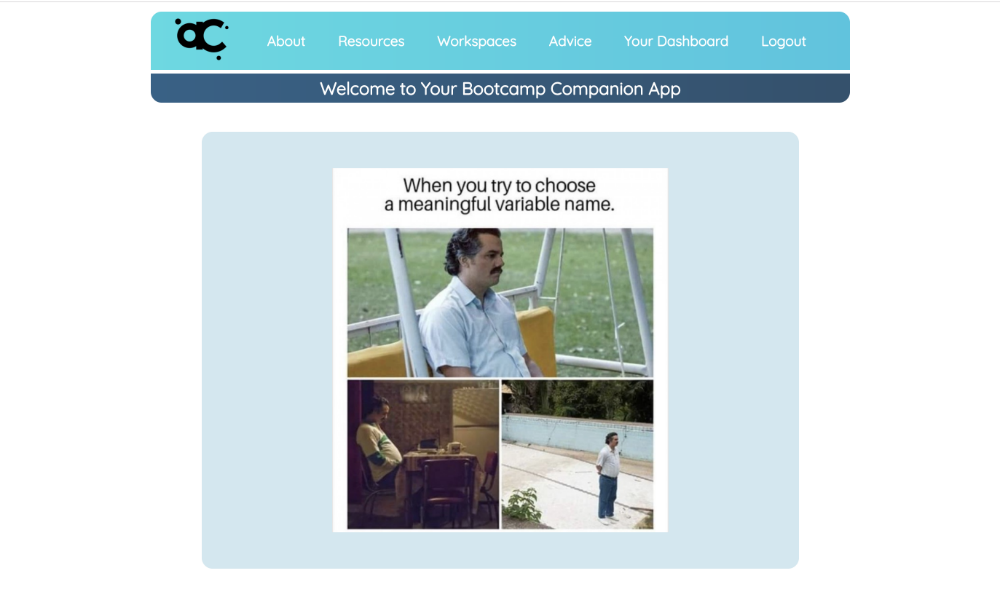 ac
About Resources Workspaces Advice Your Dashboard Logout
Welcome to Your Bootcamp Companion App
When you try to choose
a meaningful variable name.